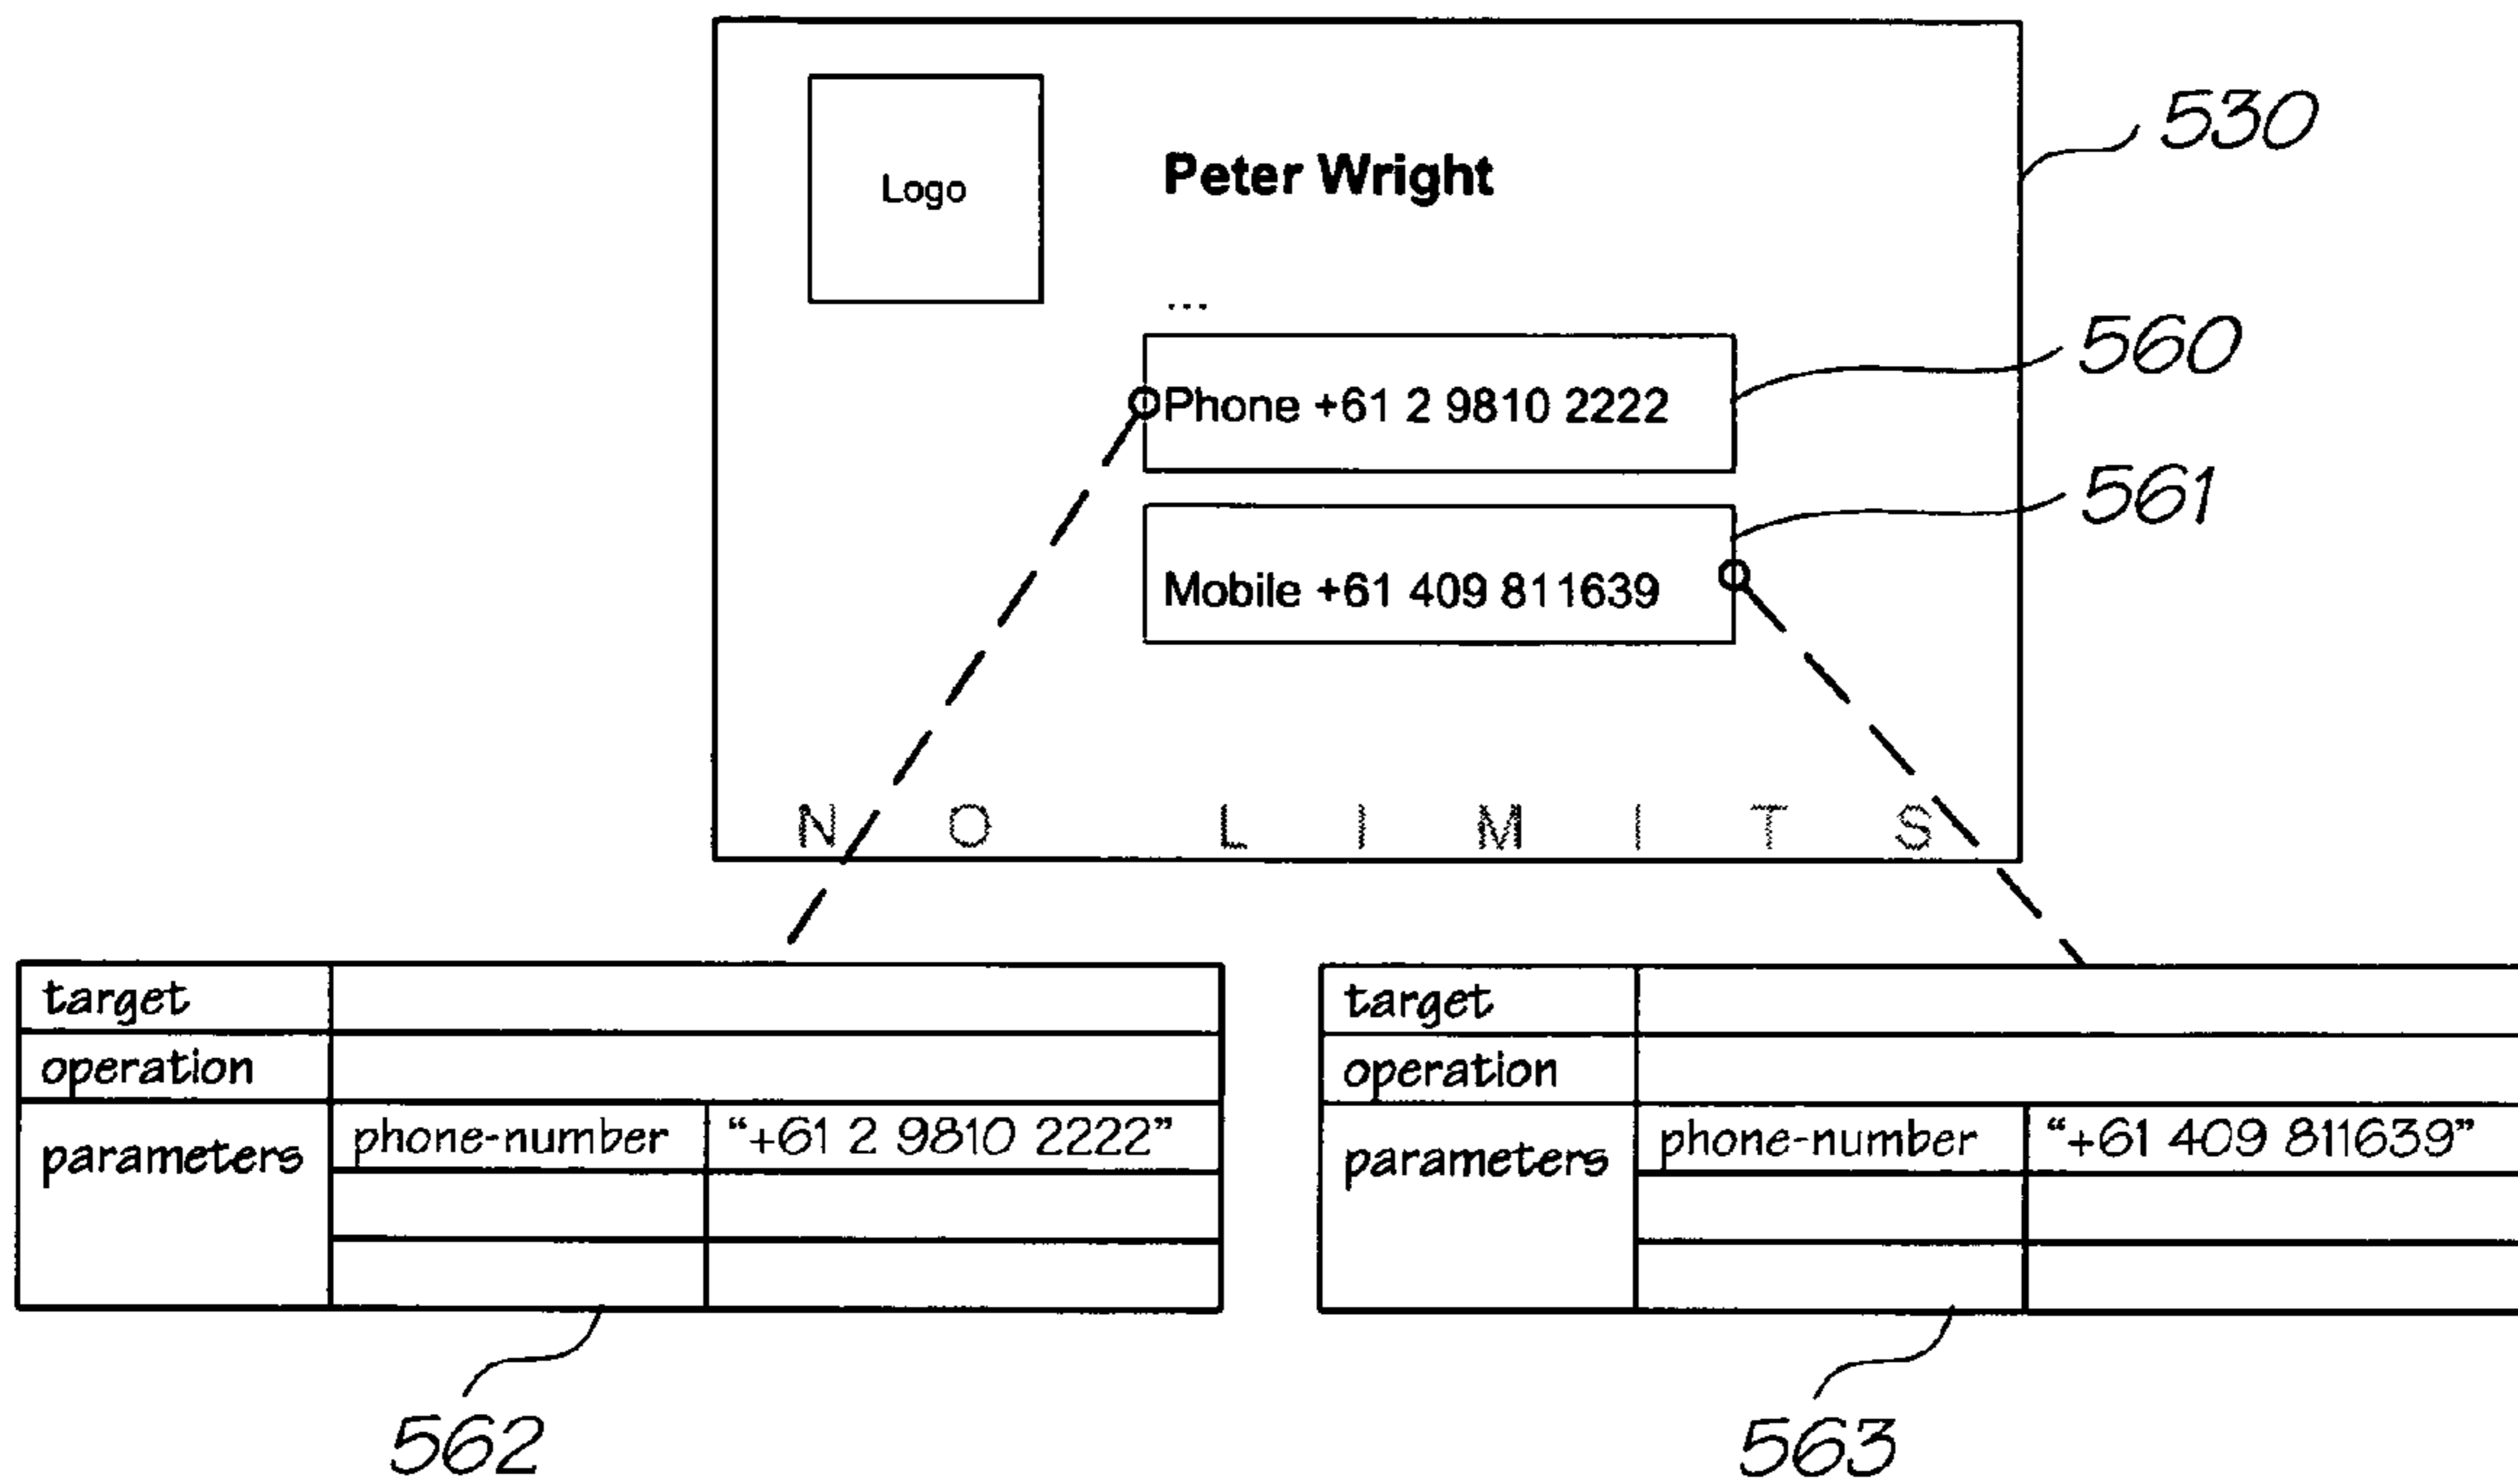 Logo
Peter Wright
530
...
Phone +61 2 9810 2222
560
Mobile +61 409 811639
561
N O L I M I T S
target
operation
parameters phone-number “+61 2 9810 2222”
562
target
operation
parameters phone-number “+61 409 811639”
563